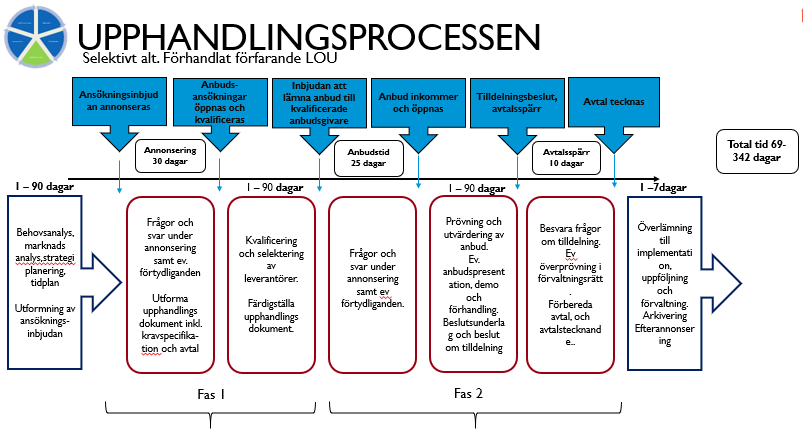 UPPHANDLINGSPROCESSEN
Selektivt alt. Förhandlat förfarande LOU
Ansökningsinbjud
an annonseras
Anbuds-
ansökningar
öppnas och
kvalificeras
Inbjudan att
lämna anbud till
kvalificerade
anbudsgivare
Anbud inkommer
och öppnas
Tilldelningsbeslut,
avtalsspärr
Avtal tecknas
Annonsering
30 dagar
Anbudstid
25 dagar
Avtalsspärr
10 dagar
Total tid 69-
342 dagar
1 – 90 dagar
1 – 90 dagar
1 – 90 dagar
1 –7dagar
Behovsanalys,
marknads
analys,strategi
planering,
tidplan
Utformning av
ansöknings-
inbjudan
Frågor och
svar under
annonsering
samt ev.
förtydliganden
Utforma
upphandlings
dokument inkl.
kravspecifika-
tion och avtal
Kvalificering
och selektering
av
leverantörer.
Färdigställa
upphandlings
dokument.
Frågor och
svar under
annonsering
samt ev
förtydliganden.
Prövning och
utvärdering av
anbud.
Ev.
anbudspresent
ation, demo
och
förhandling.
Beslutsunderla
g och beslut
om tilldelning
Besvara frågor
om tilldelning.
Ev
överprövning i
förvaltningsrätt
.
Förbereda
avtal, och
avtalstecknand
e..
Överlämning
till
implementati
on,
uppföljning
och
förvaltning.
Arkivering
Efterannonser
ing
Fas 1
Fas 2